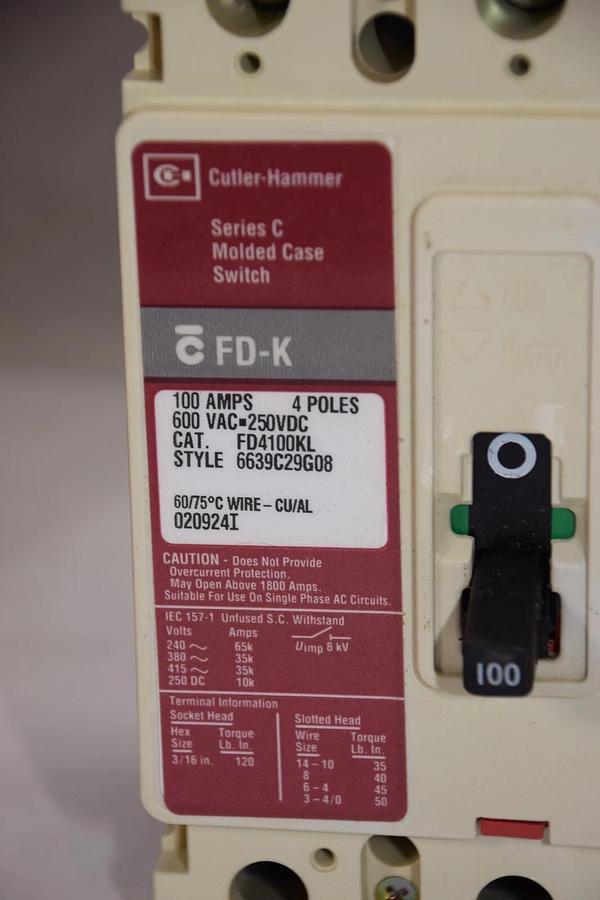 Cutler-Hammer
Series C
Molded Case
Switch
C FD-K
100 AMPS 4 POLES
600 VAC▪250VDC
CAT. FD4100KL
STYLE 6639C29G08
60/75°C WIRE – CU/AL
020924I
CAUTION - Does Not Provide
Overcurrent Protection.
May Open Above 1800 Amps.
Suitable For Use On Single Phase AC Circuits.
IEC 157-1 Unfused S.C. Withstand
Volts Amps
240 ~ 65k
380 ~ 35k
415 ~ 35k
250 DC 10k
Uimp 8 kV
Terminal Information
Socket Head
Hex Torque
Size Lb. In.
3/16 in. 120
Slotted Head
Wire Torque
Size Lb. In.
14 – 10 35
8 40
6 – 4 45
3 – 4/0 50
On
Off
O
100